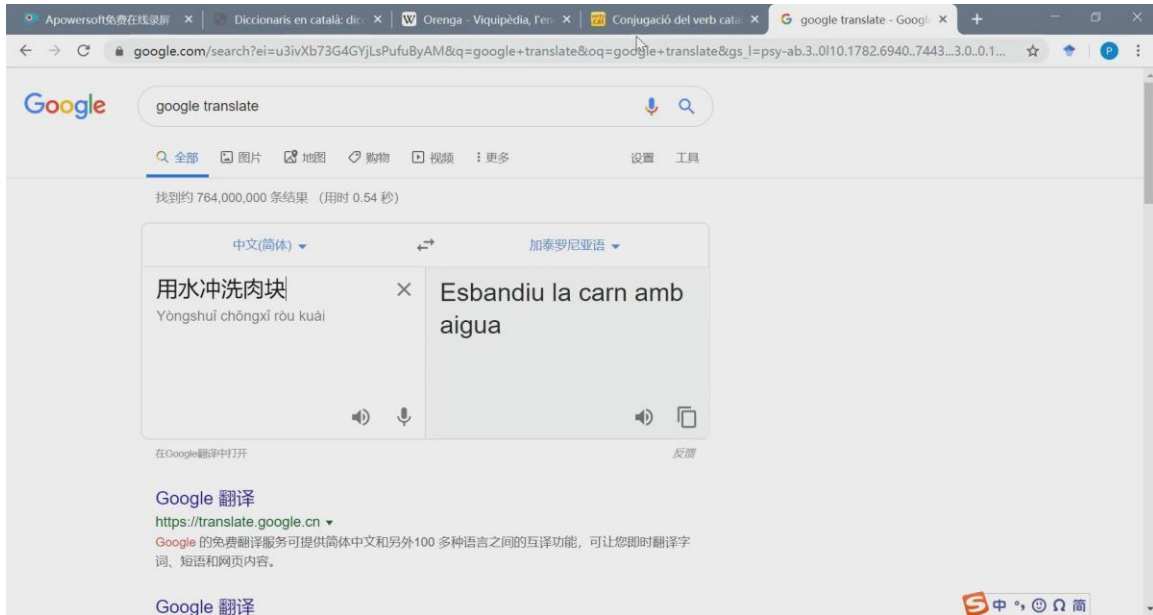 Apowersoft免费在线录屏
Diccionaris en català: dicc
Orenga - Viquipèdia, l'en
Conjugació del verb cata
google translate - Googl
google.com/search?ei=u3ivXb73G4GYjLsPufuByAM&q=google+translate&oq=google+translate&gs_l=psy-ab.3..0l10.1782.6940..7443...3.0..0.1...
P
Google
google translate
全部 图片 地图 购物 视频 更多 设置 工具
找到约 764,000,000 条结果 （用时 0.54 秒）
中文(简体) 加泰罗尼亚语
用水冲洗肉块
Yòngshuǐ chōngxǐ ròu kuài
Esbandiu la carn amb
aigua
在Google翻译中打开 反馈
Google 翻译
https://translate.google.cn
Google 的免费翻译服务可提供简体中文和另外100 多种语言之间的互译功能，可让您即时翻译字
词、短语和网页内容。
Google 翻译
中 简